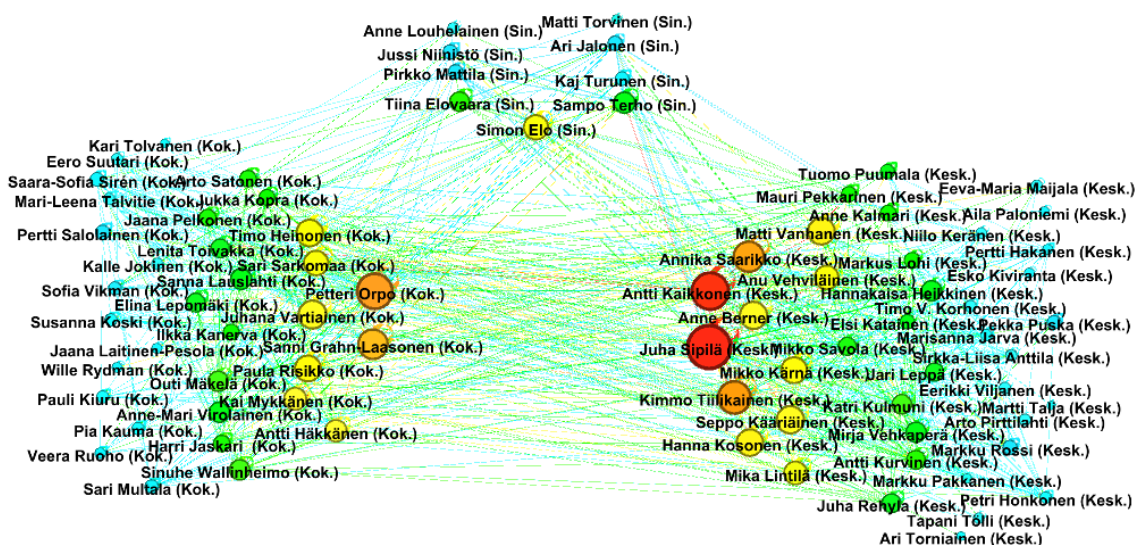 Matti Torvinen (Sin.)
Anne Louhelainen (Sin.)
Ari Jalonen (Sin.)
Jussi Niinistö (Sin.)
Pirkko Mattila (Sin.)
Kaj Turunen (Sin.)
Tiina Elovaara (Sin.)
Sampo Terho (Sin.)
Simon Elo (Sin.)
Kari Tolvanen (Kok.)
Eero Suutari (Kok.)
Saara-Sofia Sirén (Kok.)
Arto Satonen (Kok.)
Mari-Leena Talvitie (Kok.)
Jukka Kopra (Kok.)
Jaana Pelkonen (Kok.)
Pertti Salolainen (Kok.)
Timo Heinonen (Kok.)
Lenita Toivakka (Kok.)
Kalle Jokinen (Kok.)
Sari Sarkomaa (Kok.)
Sanna Lauslahti (Kok.)
Sofia Vikman (Kok.)
Petteri Orpo (Kok.)
Elina Lepomäki (Kok.)
Juhana Vartiainen (Kok.)
Susanna Koski (Kok.)
Ilkka Kanerva (Kok.)
Sanni Grahn-Laasonen (Kok.)
Jaana Laitinen-Pesola (Kok.)
Wille Rydman (Kok.)
Paula Risikko (Kok.)
Outi Mäkelä (Kok.)
Pauli Kiuru (Kok.)
Kai Mykkänen (Kok.)
Anne-Mari Virolainen (Kok.)
Pia Kauma (Kok.)
Antti Häkkänen (Kok.)
Harri Jaskari (Kok.)
Veera Ruoho (Kok.)
Sinuhe Wallinheimo (Kok.)
Sari Multala (Kok.)
Tuomo Puumala (Kesk.)
Eeva-Maria Maijala (Kesk.)
Mauri Pekkarinen (Kesk.)
Anne Kalmari (Kesk.)
Aila Paloniemi (Kesk.)
Matti Vanhanen (Kesk.)
Niilo Keränen (Kesk.)
Pertti Hakanen (Kesk.)
Annika Saarikko (Kesk.)
Markus Lohi (Kesk.)
Esko Kiviranta (Kesk.)
Anu Vehviläinen (Kesk.)
Antti Kaikkonen (Kesk.)
Hannakaisa Heikkinen (Kesk.)
Timo V. Korhonen (Kesk.)
Anne Berner (Kesk.)
Elsi Katainen (Kesk.)
Pekka Puska (Kesk.)
Marisanna Jarva (Kesk.)
Juha Sipilä (Kesk.)
Mikko Savola (Kesk.)
Sirkka-Liisa Anttila (Kesk.)
Mikko Kärnä (Kesk.)
Jari Leppä (Kesk.)
Eerikki Viljanen (Kesk.)
Kimmo Tiilikainen (Kesk.)
Katri Kulmuni (Kesk.)
Martti Talja (Kesk.)
Seppo Kääriäinen (Kesk.)
Arto Pirttilahti (Kesk.)
Mirja Vehkaperä (Kesk.)
Hanna Kosonen (Kesk.)
Markku Rossi (Kesk.)
Antti Kurvinen (Kesk.)
Mika Lintilä (Kesk.)
Markku Pakkanen (Kesk.)
Petri Honkonen (Kesk.)
Juha Rehula (Kesk.)
Tapani Tölli (Kesk.)
Ari Torniainen (Kesk.)